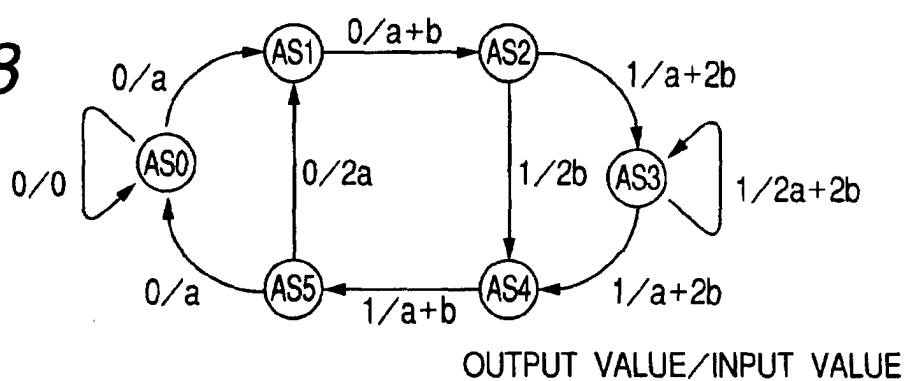 3
0/a+b
AS1
AS2
0/a
1/a+2b
AS0
0/0
0/2a
1/2b
AS3
1/2a+2b
0/a
AS5
1/a+b
AS4
1/a+2b
OUTPUT VALUE/INPUT VALUE